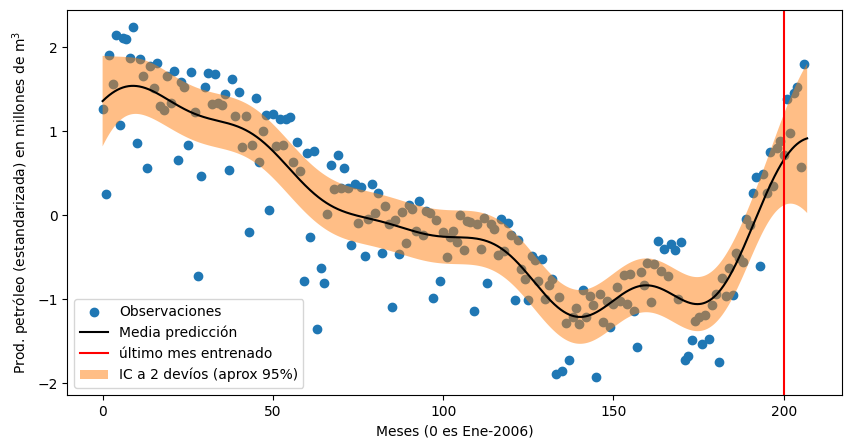 Prod. petróleo (estandarizada) en millones de m³
2
1
0
−1
−2
Observaciones
Media predicción
último mes entrenado
IC a 2 devíos (aprox 95%)
0 50 100 150 200
Meses (0 es Ene-2006)